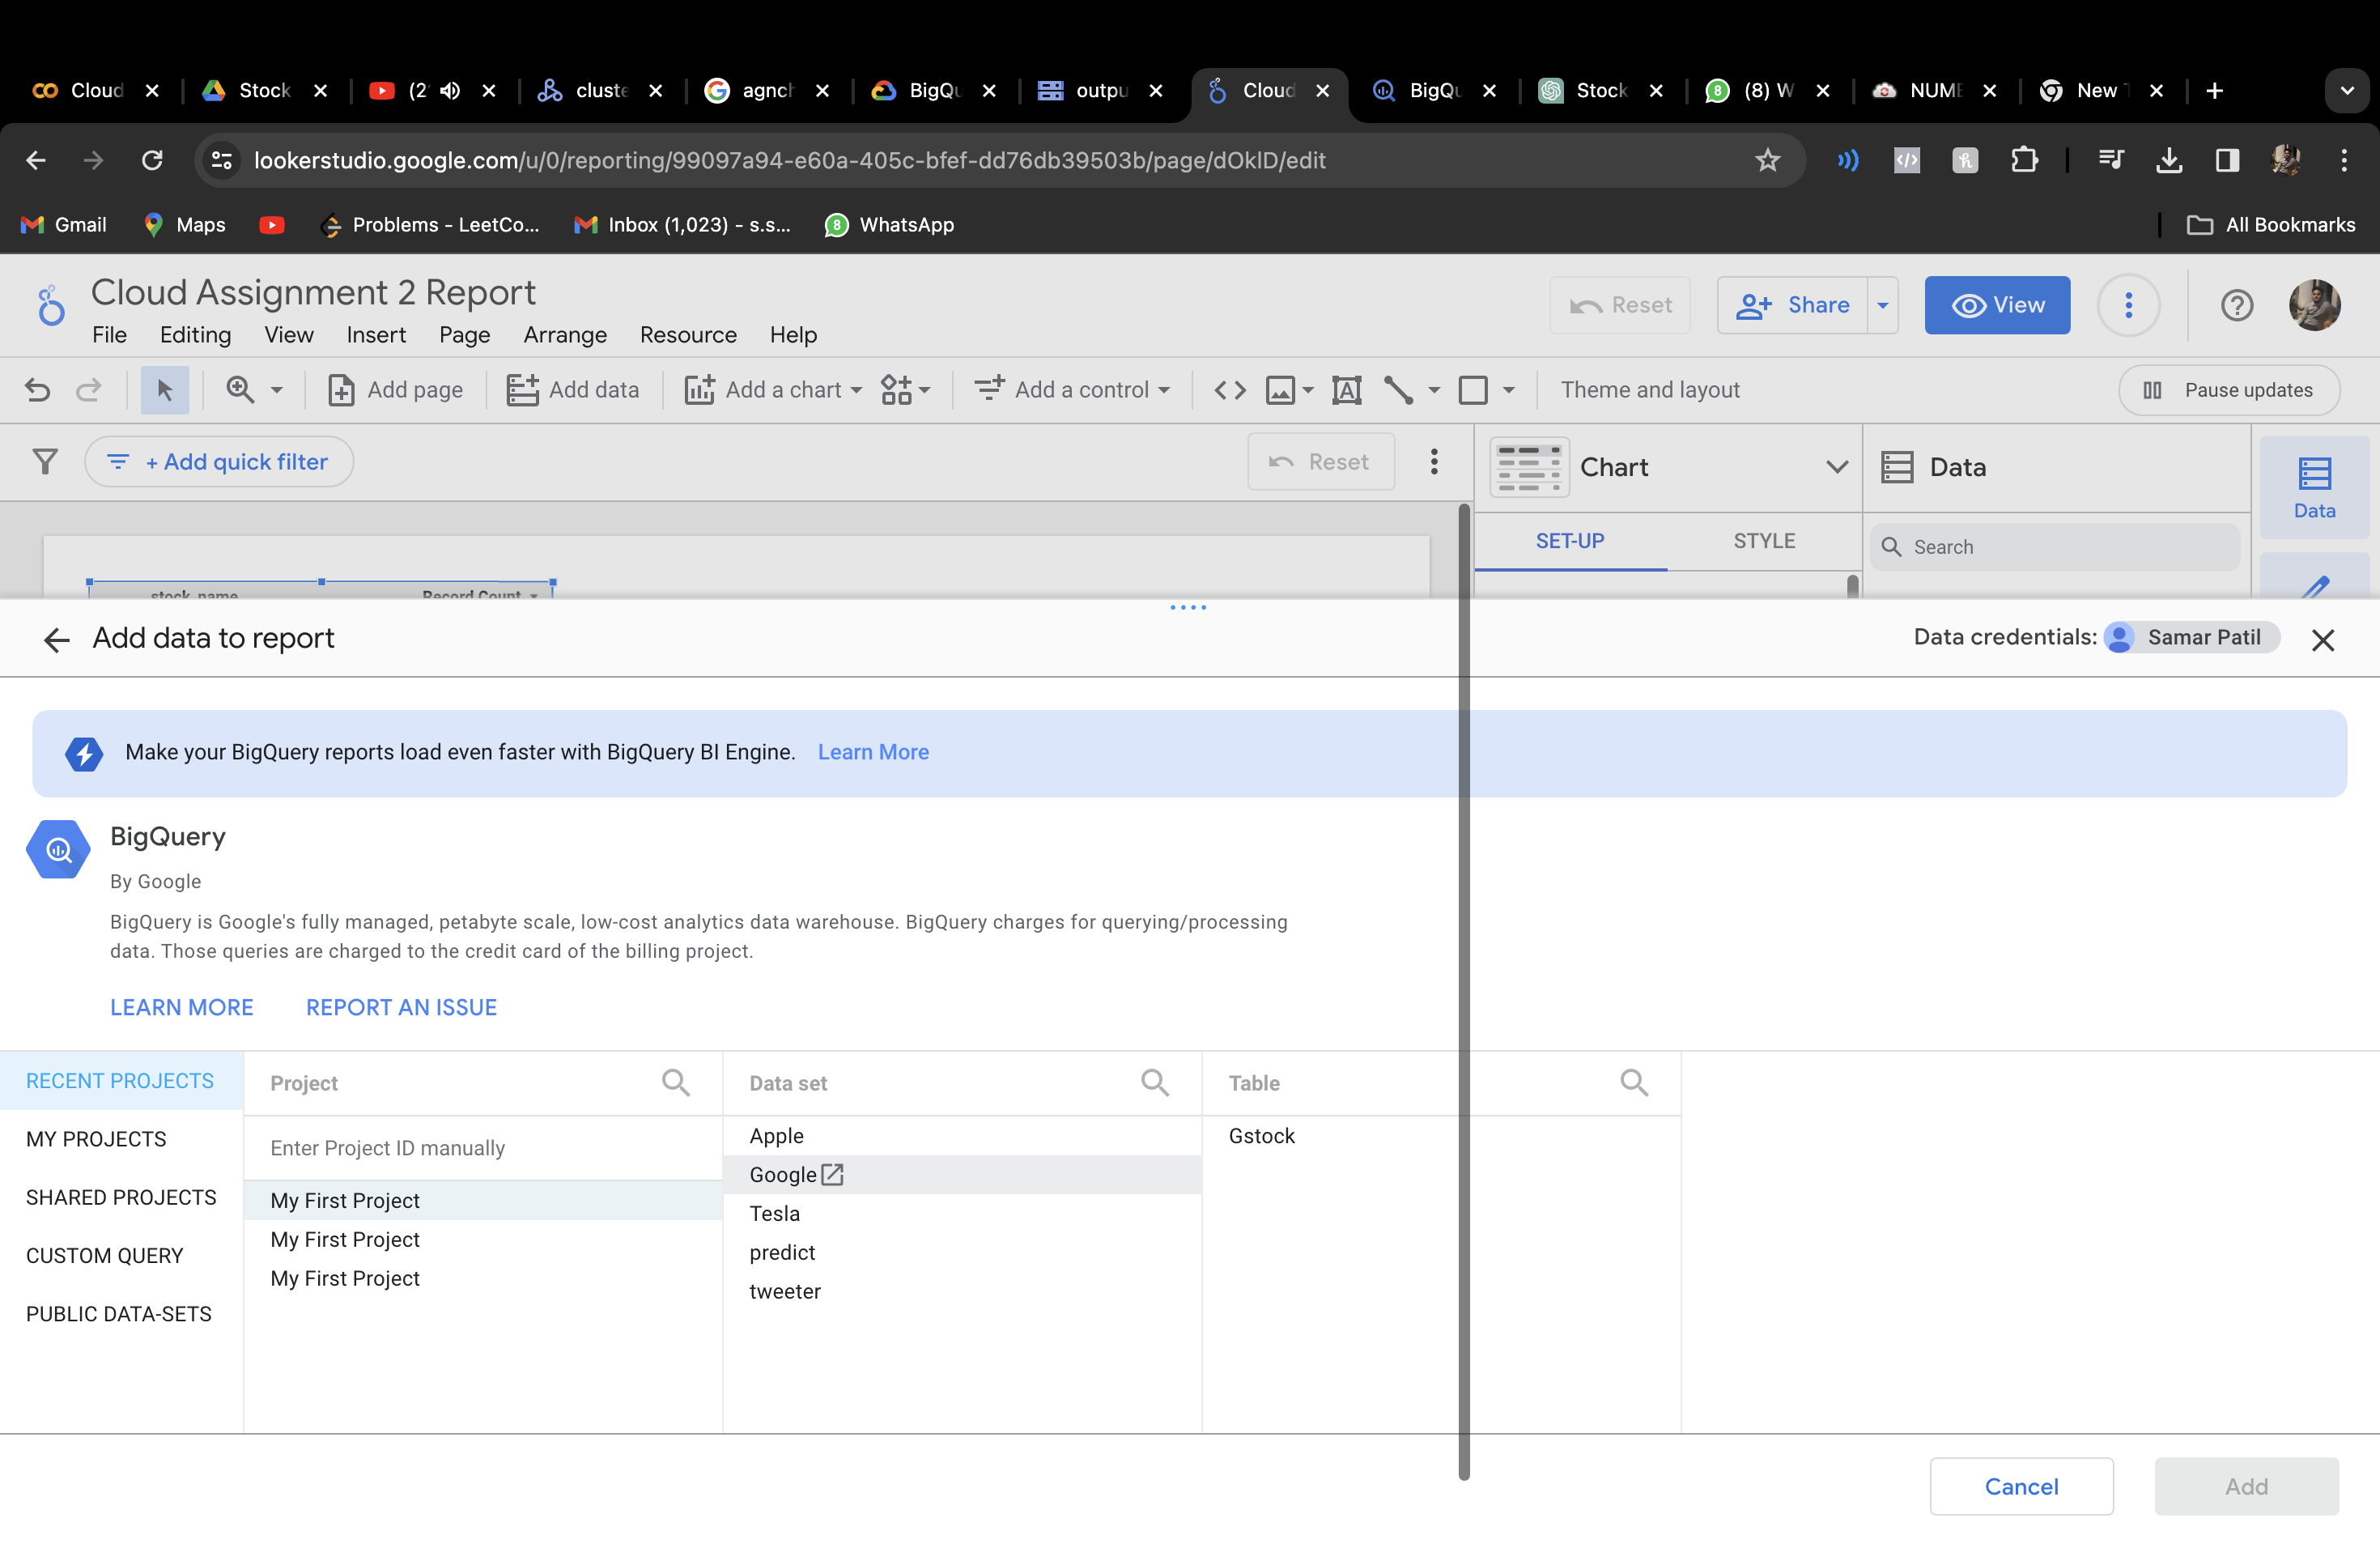 Cloud
Stock
(2
cluste
agnch
BigQu
outpu
Cloud
BigQu
Stock
(8) W
NUME
New T
lookerstudio.google.com/u/0/reporting/99097a94-e60a-405c-bfef-dd76db39503b/page/dOklD/edit
Gmail
Maps
Problems - LeetCo...
Inbox (1,023) - s.s...
8
WhatsApp
All Bookmarks
Cloud Assignment 2 Report
File Editing View Insert Page Arrange Resource Help
Reset
Share
View
Add page
Add data
Add a chart
Add a control
Theme and layout
Pause updates
+ Add quick filter
Reset
Chart
Data
Data
SET-UP
STYLE
Search
stock_name
Record Count
Add data to report
Data credentials: Samar Patil
Make your BigQuery reports load even faster with BigQuery BI Engine. Learn More
BigQuery
By Google
BigQuery is Google's fully managed, petabyte scale, low-cost analytics data warehouse. BigQuery charges for querying/processing
data. Those queries are charged to the credit card of the billing project.
LEARN MORE
REPORT AN ISSUE
RECENT PROJECTS
MY PROJECTS
SHARED PROJECTS
CUSTOM QUERY
PUBLIC DATA-SETS
Project
Enter Project ID manually
My First Project
My First Project
My First Project
Data set
Apple
Google
Tesla
predict
tweeter
Table
Gstock
Cancel
Add